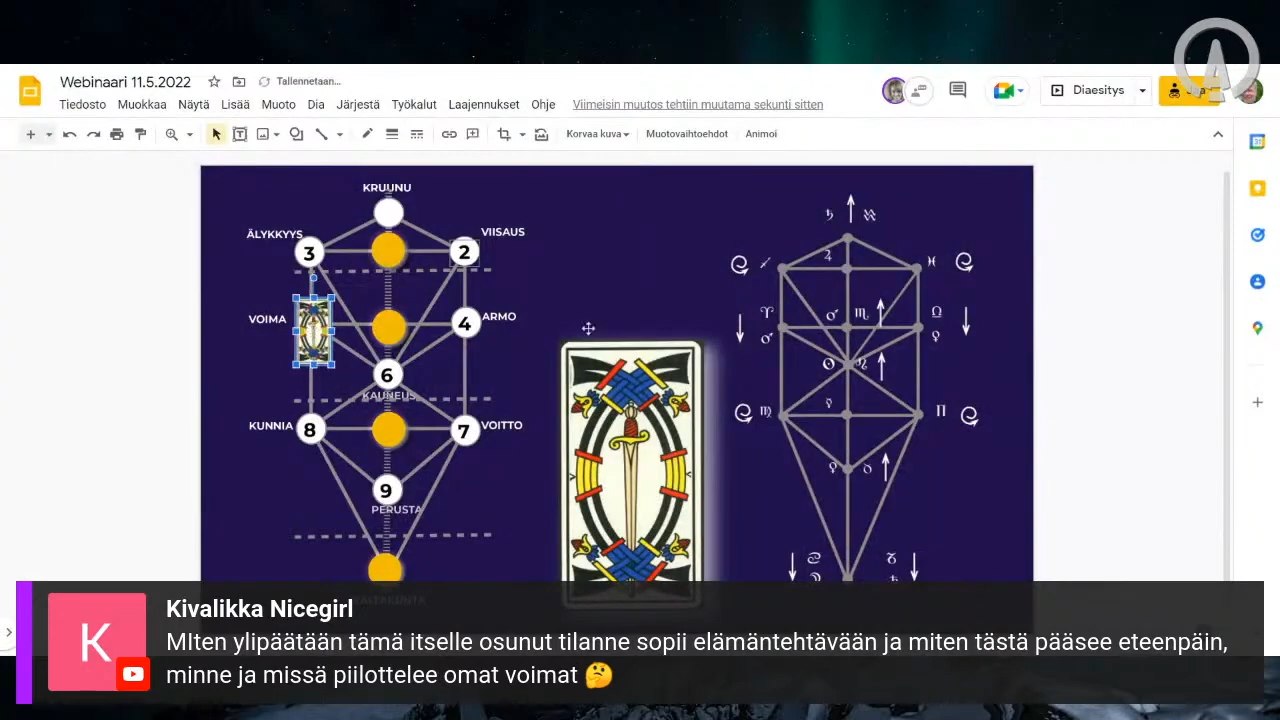 Webinaari 11.5.2022
Tallennetaan…
Tiedosto Muokkaa Näytä Lisää Muoto Dia Järjestä Työkalut Laajennukset Ohje Viimeisin muutos tehtiin muutama sekunti sitten
Diaesitys
Korvaa kuva Muotovaihtoehdot Animoi
KRUUNU
ÄLYKKYYS
VIISAUS
3
2
VOIMA
4
ARMO
6
KAUNEUS
KUNNIA
8
7
VOITTO
9
PERUSTA
♄ ♒
♃
♐ ♓
♈ ♂ ♏ ♎
♂ ♀
☉ ♌
♍ ☿ ♊
♀ ♉
♋ ♑
K
Kivalikka Nicegirl
MIten ylipäätään tämä itselle osunut tilanne sopii elämäntehtävään ja miten tästä pääsee eteenpäin,
minne ja missä piilottelee omat voimat 🤔